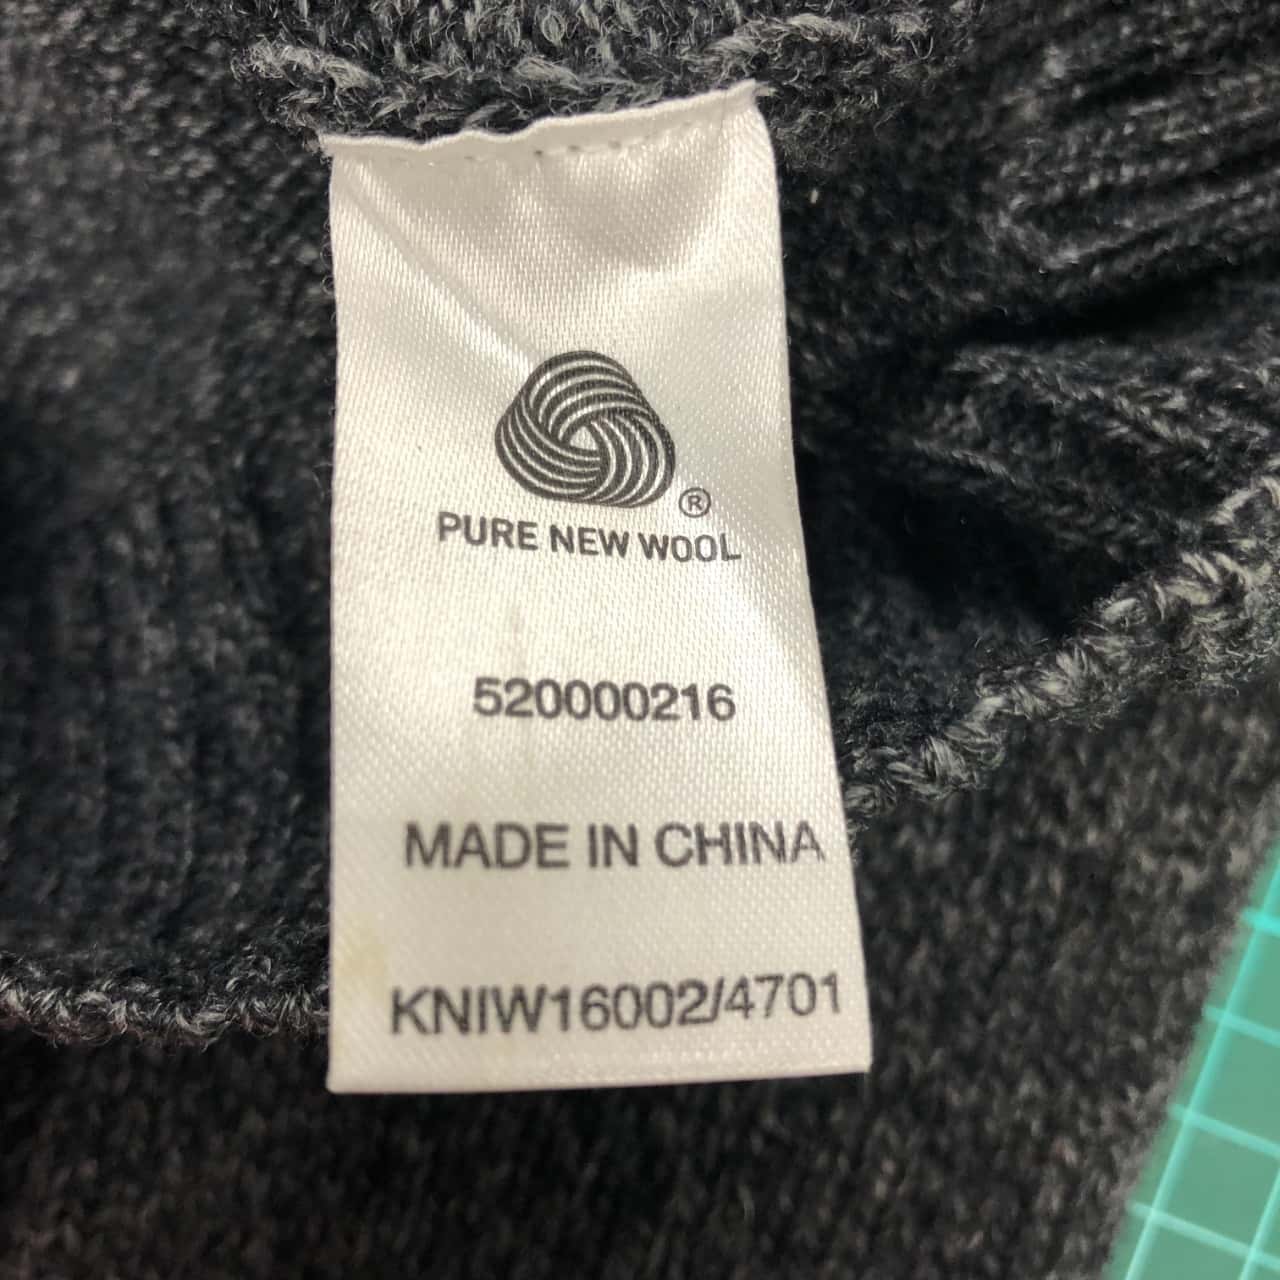 ®
PURE NEW WOOL
520000216
MADE IN CHINA
KNIW16002/4701